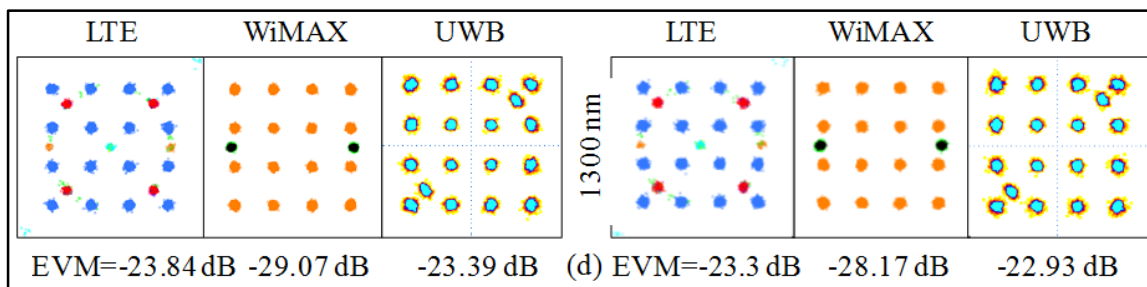 LTE WiMAX UWB LTE WiMAX UWB
1300 nm
EVM=-23.84 dB -29.07 dB -23.39 dB (d) EVM=-23.3 dB -28.17 dB -22.93 dB